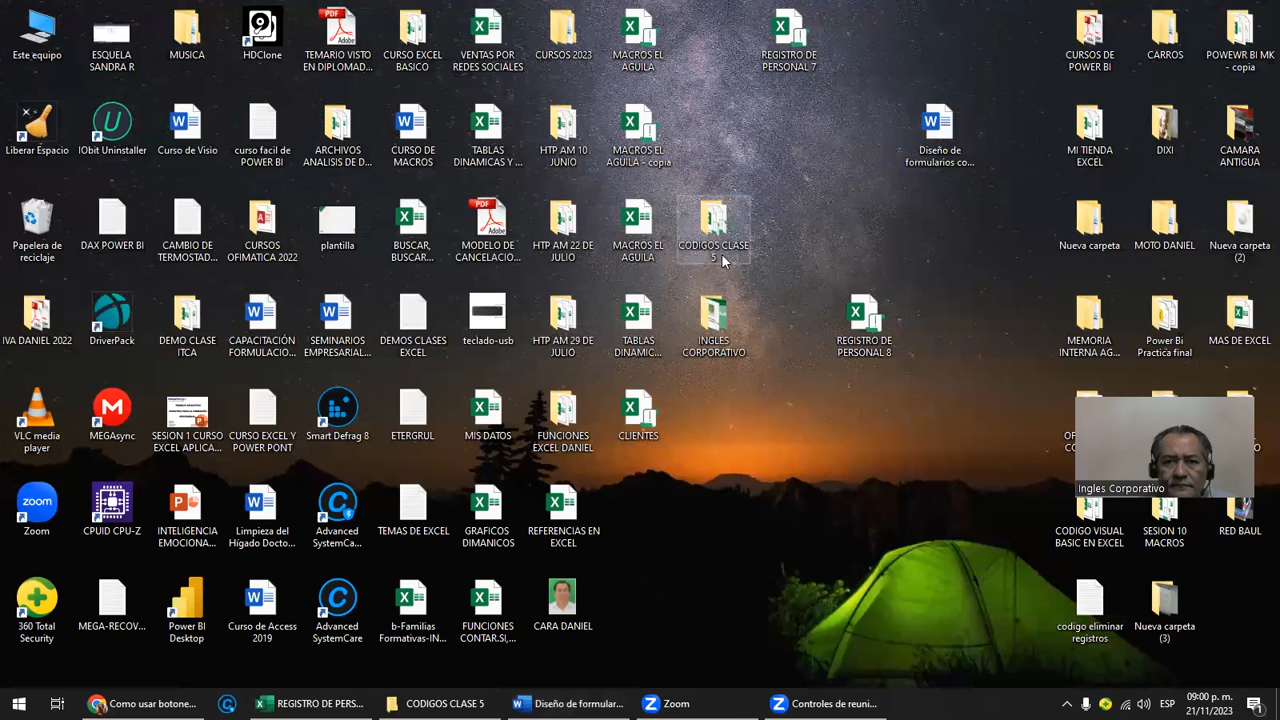 Este equipo
ESQUELA
SANDRA R
MUSICA
HDClone
TEMARIO VISTO
EN DIPLOMAD...
CURSO EXCEL
BASICO
VENTAS POR
REDES SOCIALES
CURSOS 2023
MACROS EL
AGUILA
REGISTRO DE
PERSONAL 7
CURSOS DE
POWER BI
CARROS
POWEWR BI MK
- copia
Liberar Espacio
IObit Uninstaller
Curso de Visio
curso facil de
POWER BI
ARCHIVOS
ANALISIS DE D...
CURSO DE
MACROS
TABLAS
DINAMICAS Y ...
HTP AM 10
JUNIO
MACROS EL
AGUILA - copia
Diseño de
formularios co...
MI TIENDA
EXCEL
DIXI
CAMARA
ANTIGUA
Papelera de
reciclaje
DAX POWER BI
CAMBIO DE
TERMOSTAD...
CURSOS
OFIMATICA 2022
plantilla
BUSCAR,
BUSCAR...
MODELO DE
CANCELACIO...
HTP AM 22 DE
JULIO
MACROS EL
AGUILA
CODIGOS CLASE
5
Nueva carpeta
MOTO DANIEL
Nueva carpeta
(2)
IVA DANIEL 2022
DriverPack
DEMO CLASE
ITCA
CAPACITACIÓN
FORMULACIO...
SEMINARIOS
EMPRESARIAL...
DEMOS CLASES
EXCEL
teclado-usb
HTP AM 29 DE
JULIO
TABLAS
DINAMIC...
INGLES
CORPORATIVO
REGISTRO DE
PERSONAL 8
MEMORIA
INTERNA AG...
Power Bi
Practica final
MAS DE EXCEL
VLC media
player
MEGAsync
SESION 1 CURSO
EXCEL APLICA...
CURSO EXCEL Y
POWER PONT
Smart Defrag 8
ETERGRUL
MIS DATOS
FUNCIONES
EXCEL DANIEL
CLIENTES
Ingles Corporativo
Zoom
CPUID CPU-Z
INTELIGENCIA
EMOCIONA...
Limpieza del
Hígado Docto...
Advanced
SystemCa...
TEMAS DE EXCEL
GRAFICOS
DIMANICOS
REFERENCIAS EN
EXCEL
CODIGO VISUAL
BASIC EN EXCEL
SESION 10
MACROS
RED BAUL
360 Total
Security
MEGA-RECOV...
Power BI
Desktop
Curso de Access
2019
Advanced
SystemCare
b-Familias
Formativas-IN...
FUNCIONES
CONTAR.SI,...
CARA DANIEL
codigo eliminar
registros
Nueva carpeta
(3)
Como usar botone...
REGISTRO DE PERS...
CODIGOS CLASE 5
Diseño de formular...
Zoom
Controles de reuni...
ESP
09:00 p. m.
21/11/2023